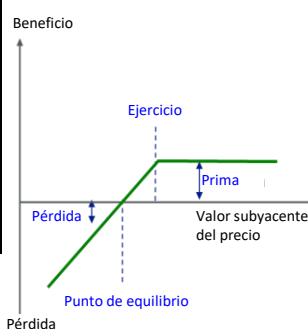 Beneficio
Ejercicio
Prima
Pérdida
Valor subyacente
del precio
Punto de equilibrio
Pérdida